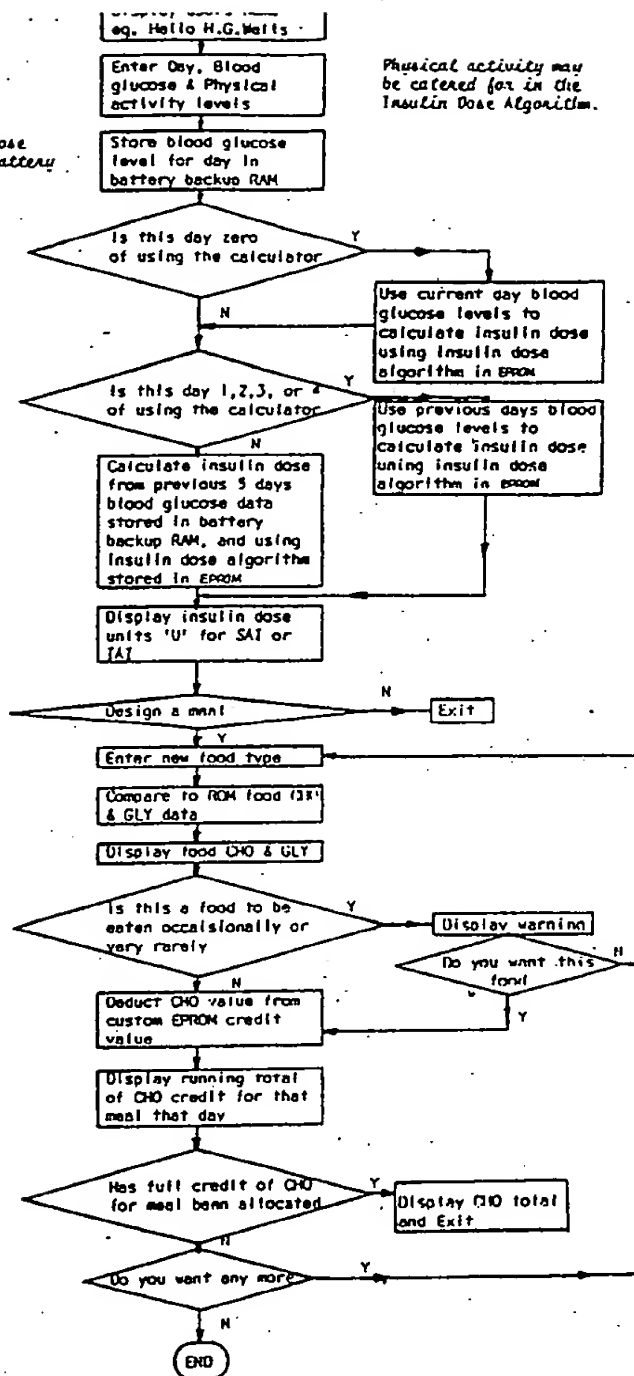 Display users name
eg. Hello H.G.Watts
Enter Day, Blood
glucose & Physical
activity levels
Physical activity may
be catered for in the
Insulin Dose Algorithm.
Store blood glucose
level for day in
battery backup RAM
ose
attery
Is this day zero
of using the calculator
Y
N
Use current day blood
glucose levels to
calculate insulin dose
using insulin dose
algorithm in EPROM
Is this day 1,2,3, or 4
of using the calculator
Y
N
Use previous days blood
glucose levels to
calculate insulin dose
uning insulin dose
algorithm in EPROM
Calculate insulin dose
from previous 5 days
blood glucose data
stored in battery
backup RAM, and using
insulin dose algorithm
stored in EPROM
Display insulin dose
units 'U' for SAI or
IAI
Design a meal
N
Exit
Y
Enter new food type
Compare to ROM food
& GLY data
Display food CHO & GLY
Is this a food to be
eaten occaisionally or
very rarely
Y
N
Display warning
Do you want this
food
N
Y
Deduct CHO value from
custom EPROM credit
value
Display running total
of CHO credit for that
meal that day
Has full credit of CHO
for meal been allocated
Y
N
Display CHO total
and Exit
Do you want any more
Y
N
END